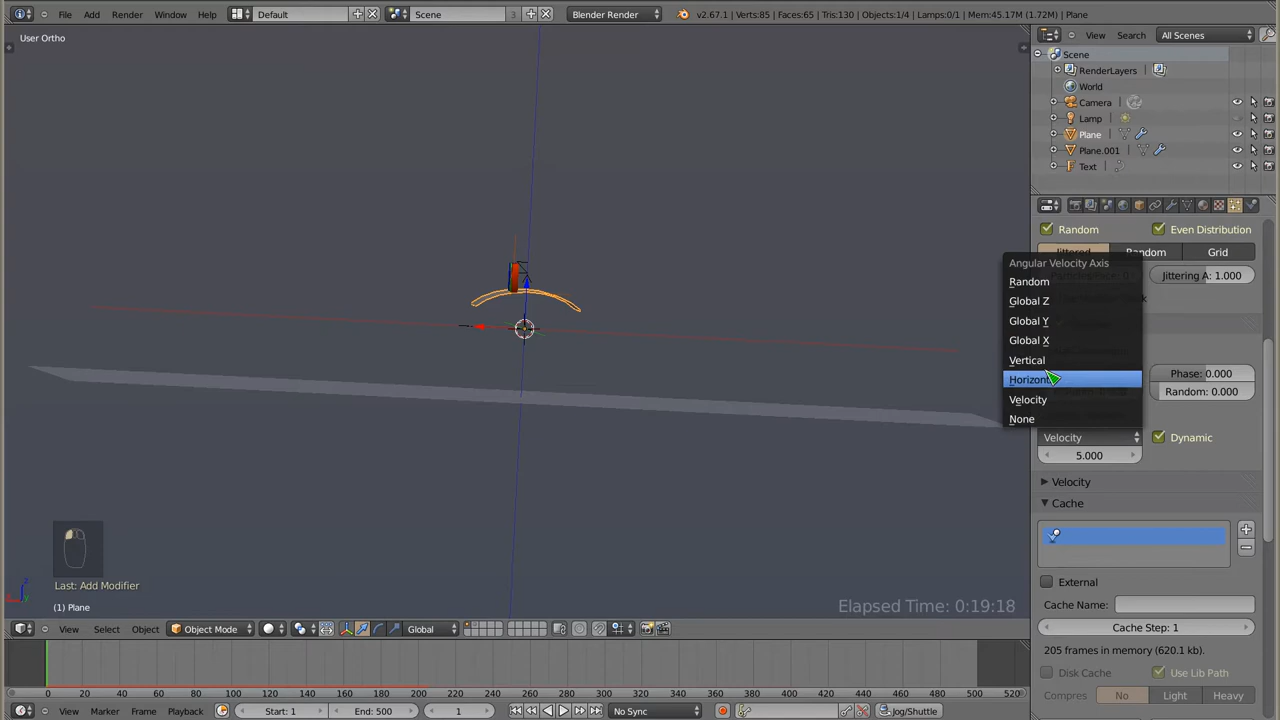 File Add Render Window Help Default Scene 3 Blender Render v2.67.1 | Verts:85 | Faces:65 | Tris:130 | Objects:1/4 | Lamps:0/1 | Mem:45.17M (1.72M) | Plane
User Ortho
View Search All Scenes
Scene
RenderLayers
World
Camera
Lamp
Plane
Plane.001
Text
Random Even Distribution
Jittered Random Grid
Jittering A: 1.000
Angular Velocity Axis
Random
Global Z
Global Y
Global X
Vertical
Velocity
None
Phase: 0.000
Random: 0.000
Velocity Dynamic
5.000
Velocity
Cache
External
Cache Name:
Cache Step: 1
205 frames in memory (620.1 kb).
Disk Cache Use Lib Path
Compres No Light Heavy
Last: Add Modifier
(1) Plane
Elapsed Time: 0:19:18
View Select Object Object Mode Global
0 20 40 60 80 100 120 140 160 180 200 220 240 260 280 300 320 340 360 380 400 420 440 460 480 500 520
View Marker Frame Playback Start: 1 End: 500 1 No Sync Jog/Shuttle